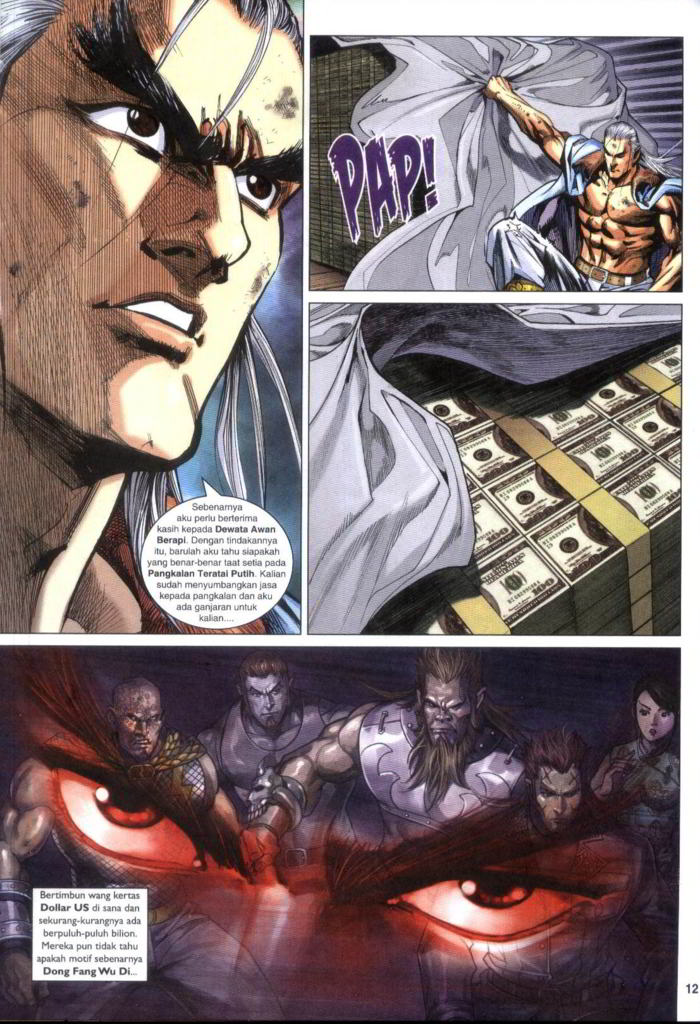 PAP!
Sebenarnya
aku perlu berterima
kasih kepada Dewata Awan
Berapi. Dengan tindakannya
itu, barulah aku tahu siapakah
yang benar-benar taat setia pada
Pangkalan Teratai Putih. Kalian
sudah menyumbangkan jasa
kepada pangkalan dan aku
ada ganjaran untuk
kalian....
Bertimbun wang kertas
Dollar US di sana dan
sekurang-kurangnya ada
berpuluh-puluh bilion.
Mereka pun tidak tahu
apakah motif sebenarnya
Dong Fang Wu Di...
12